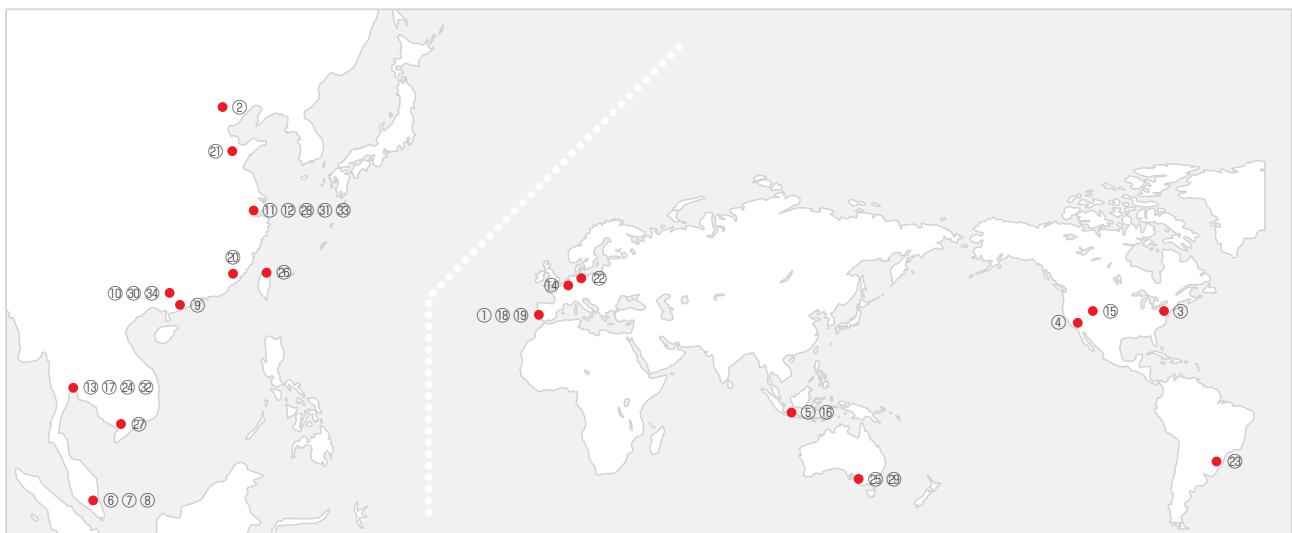 ②
㉑
⑪ ⑫ ㉘ ㉛ ㉝
⑳
㉖
⑩ ㉚ ㉞
⑨
⑬ ⑰ ㉔ ㉜
㉗
⑥ ⑦ ⑧
⑭
㉒
① ⑱ ⑲
⑤ ⑯
㉕ ㉙
④
⑮
③
㉓